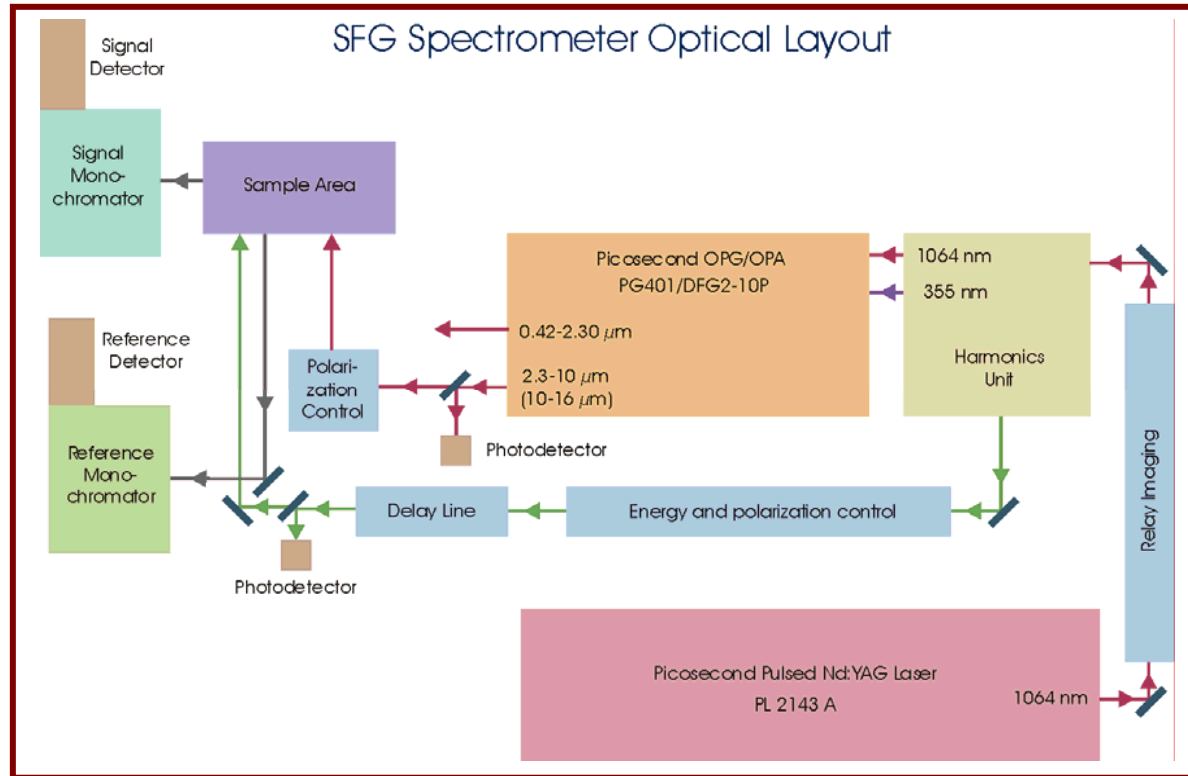 SFG Spectrometer Optical Layout
Signal
Detector
Signal
Mono-
chromator
Sample Area
Picosecond OPG/OPA
PG401/DFG2-10P
1064 nm
355 nm
0.42-2.30 µm
2.3-10 µm
(10-16 µm)
Harmonics
Unit
Reference
Detector
Polari-
zation
Control
Photodetector
Reference
Mono-
chromator
Delay Line
Energy and polarization control
Relay Imaging
Photodetector
Picosecond Pulsed Nd:YAG Laser
PL 2143 A
1064 nm